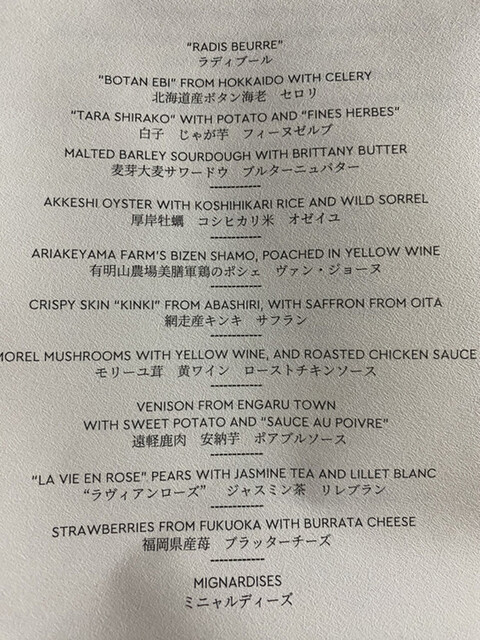 "RADIS BEURRE"
ラディブール
"BOTAN EBI" FROM HOKKAIDO WITH CELERY
北海道産ボタン海老 セロリ
"TARA SHIRAKO" WITH POTATO AND "FINES HERBES"
白子 じゃが芋 フィーヌゼルブ
MALTED BARLEY SOURDOUGH WITH BRITTANY BUTTER
麦芽大麦サワードウ ブルターニュバター
------------
AKKESHI OYSTER WITH KOSHIHIKARI RICE AND WILD SORREL
厚岸牡蠣 コシヒカリ米 オゼイユ
------------
ARIAKEYAMA FARM'S BIZEN SHAMO, POACHED IN YELLOW WINE
有明山農場美膳軍鶏のポシェ ヴァン・ジョーヌ
------------
CRISPY SKIN "KINKI" FROM ABASHIRI, WITH SAFFRON FROM OITA
網走産キンキ サフラン
------------
MOREL MUSHROOMS WITH YELLOW WINE, AND ROASTED CHICKEN SAUCE
モリーユ茸 黄ワイン ローストチキンソース
------------
VENISON FROM ENGARU TOWN
WITH SWEET POTATO AND "SAUCE AU POIVRE"
遠軽鹿肉 安納芋 ポアブルソース
------------
"LA VIE EN ROSE" PEARS WITH JASMINE TEA AND LILLET BLANC
"ラヴィアンローズ" ジャスミン茶 リレブラン
------------
STRAWBERRIES FROM FUKUOKA WITH BURRATA CHEESE
福岡県産苺 ブラッターチーズ
------------
MIGNARDISES
ミニャルディーズ